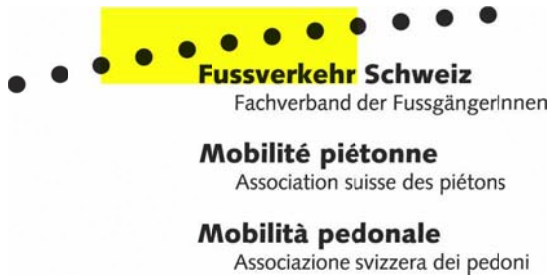 Fussverkehr Schweiz
Fachverband der FussgängerInnen
Mobilité piétonne
Association suisse des piétons
Mobilità pedonale
Associazione svizzera dei pedoni